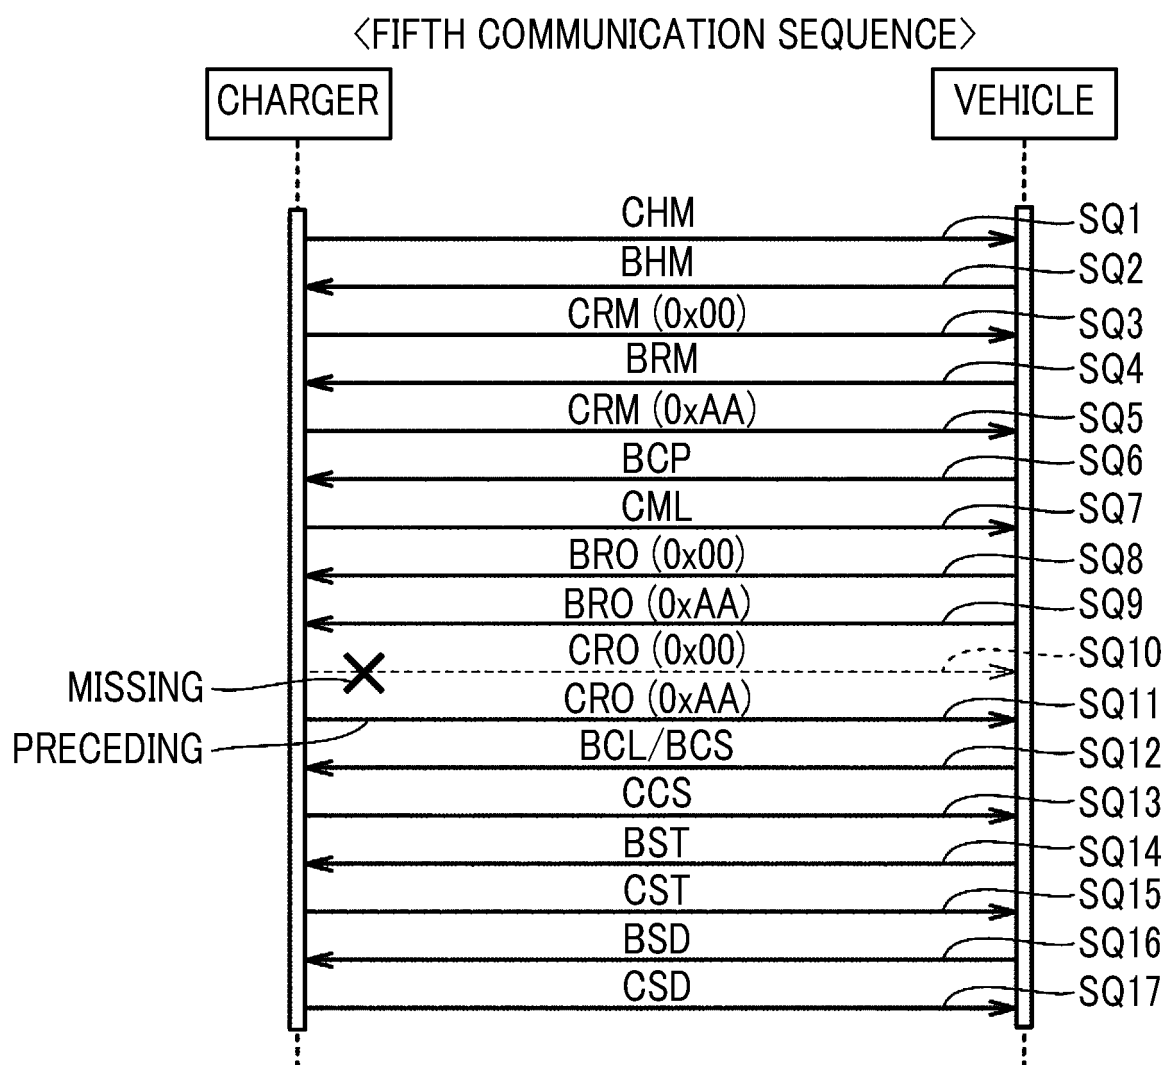 <FIFTH COMMUNICATION SEQUENCE>
CHARGER
VEHICLE
CHM
SQ1
BHM
SQ2
CRM (0x00)
SQ3
BRM
SQ4
CRM (0xAA)
SQ5
BCP
SQ6
CML
SQ7
BRO (0x00)
SQ8
BRO (0xAA)
SQ9
CRO (0x00)
SQ10
MISSING
CRO (0xAA)
SQ11
PRECEDING
BCL/BCS
SQ12
CCS
SQ13
BST
SQ14
CST
SQ15
BSD
SQ16
CSD
SQ17